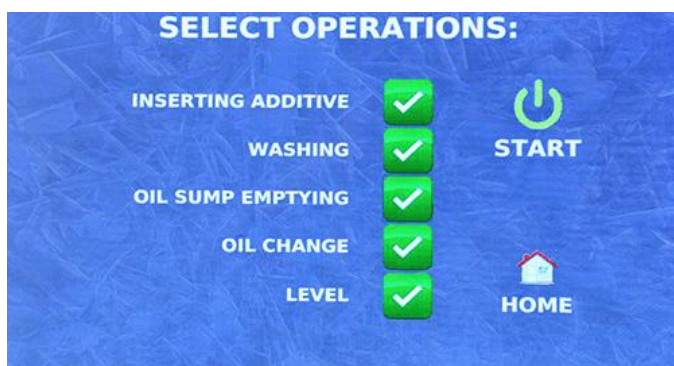 SELECT OPERATIONS:
INSERTING ADDITIVE
WASHING
OIL SUMP EMPTYING
OIL CHANGE
LEVEL
START
HOME